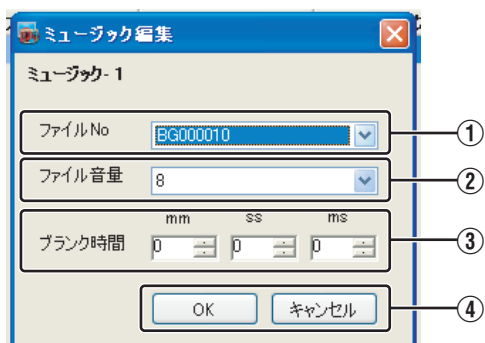 ミュージック編集
ミュージック- 1
ファイルNo BG000010 ①
ファイル音量 8 ②
mm ss ms
ブランク時間 0 0 0 ③
OK キャンセル ④